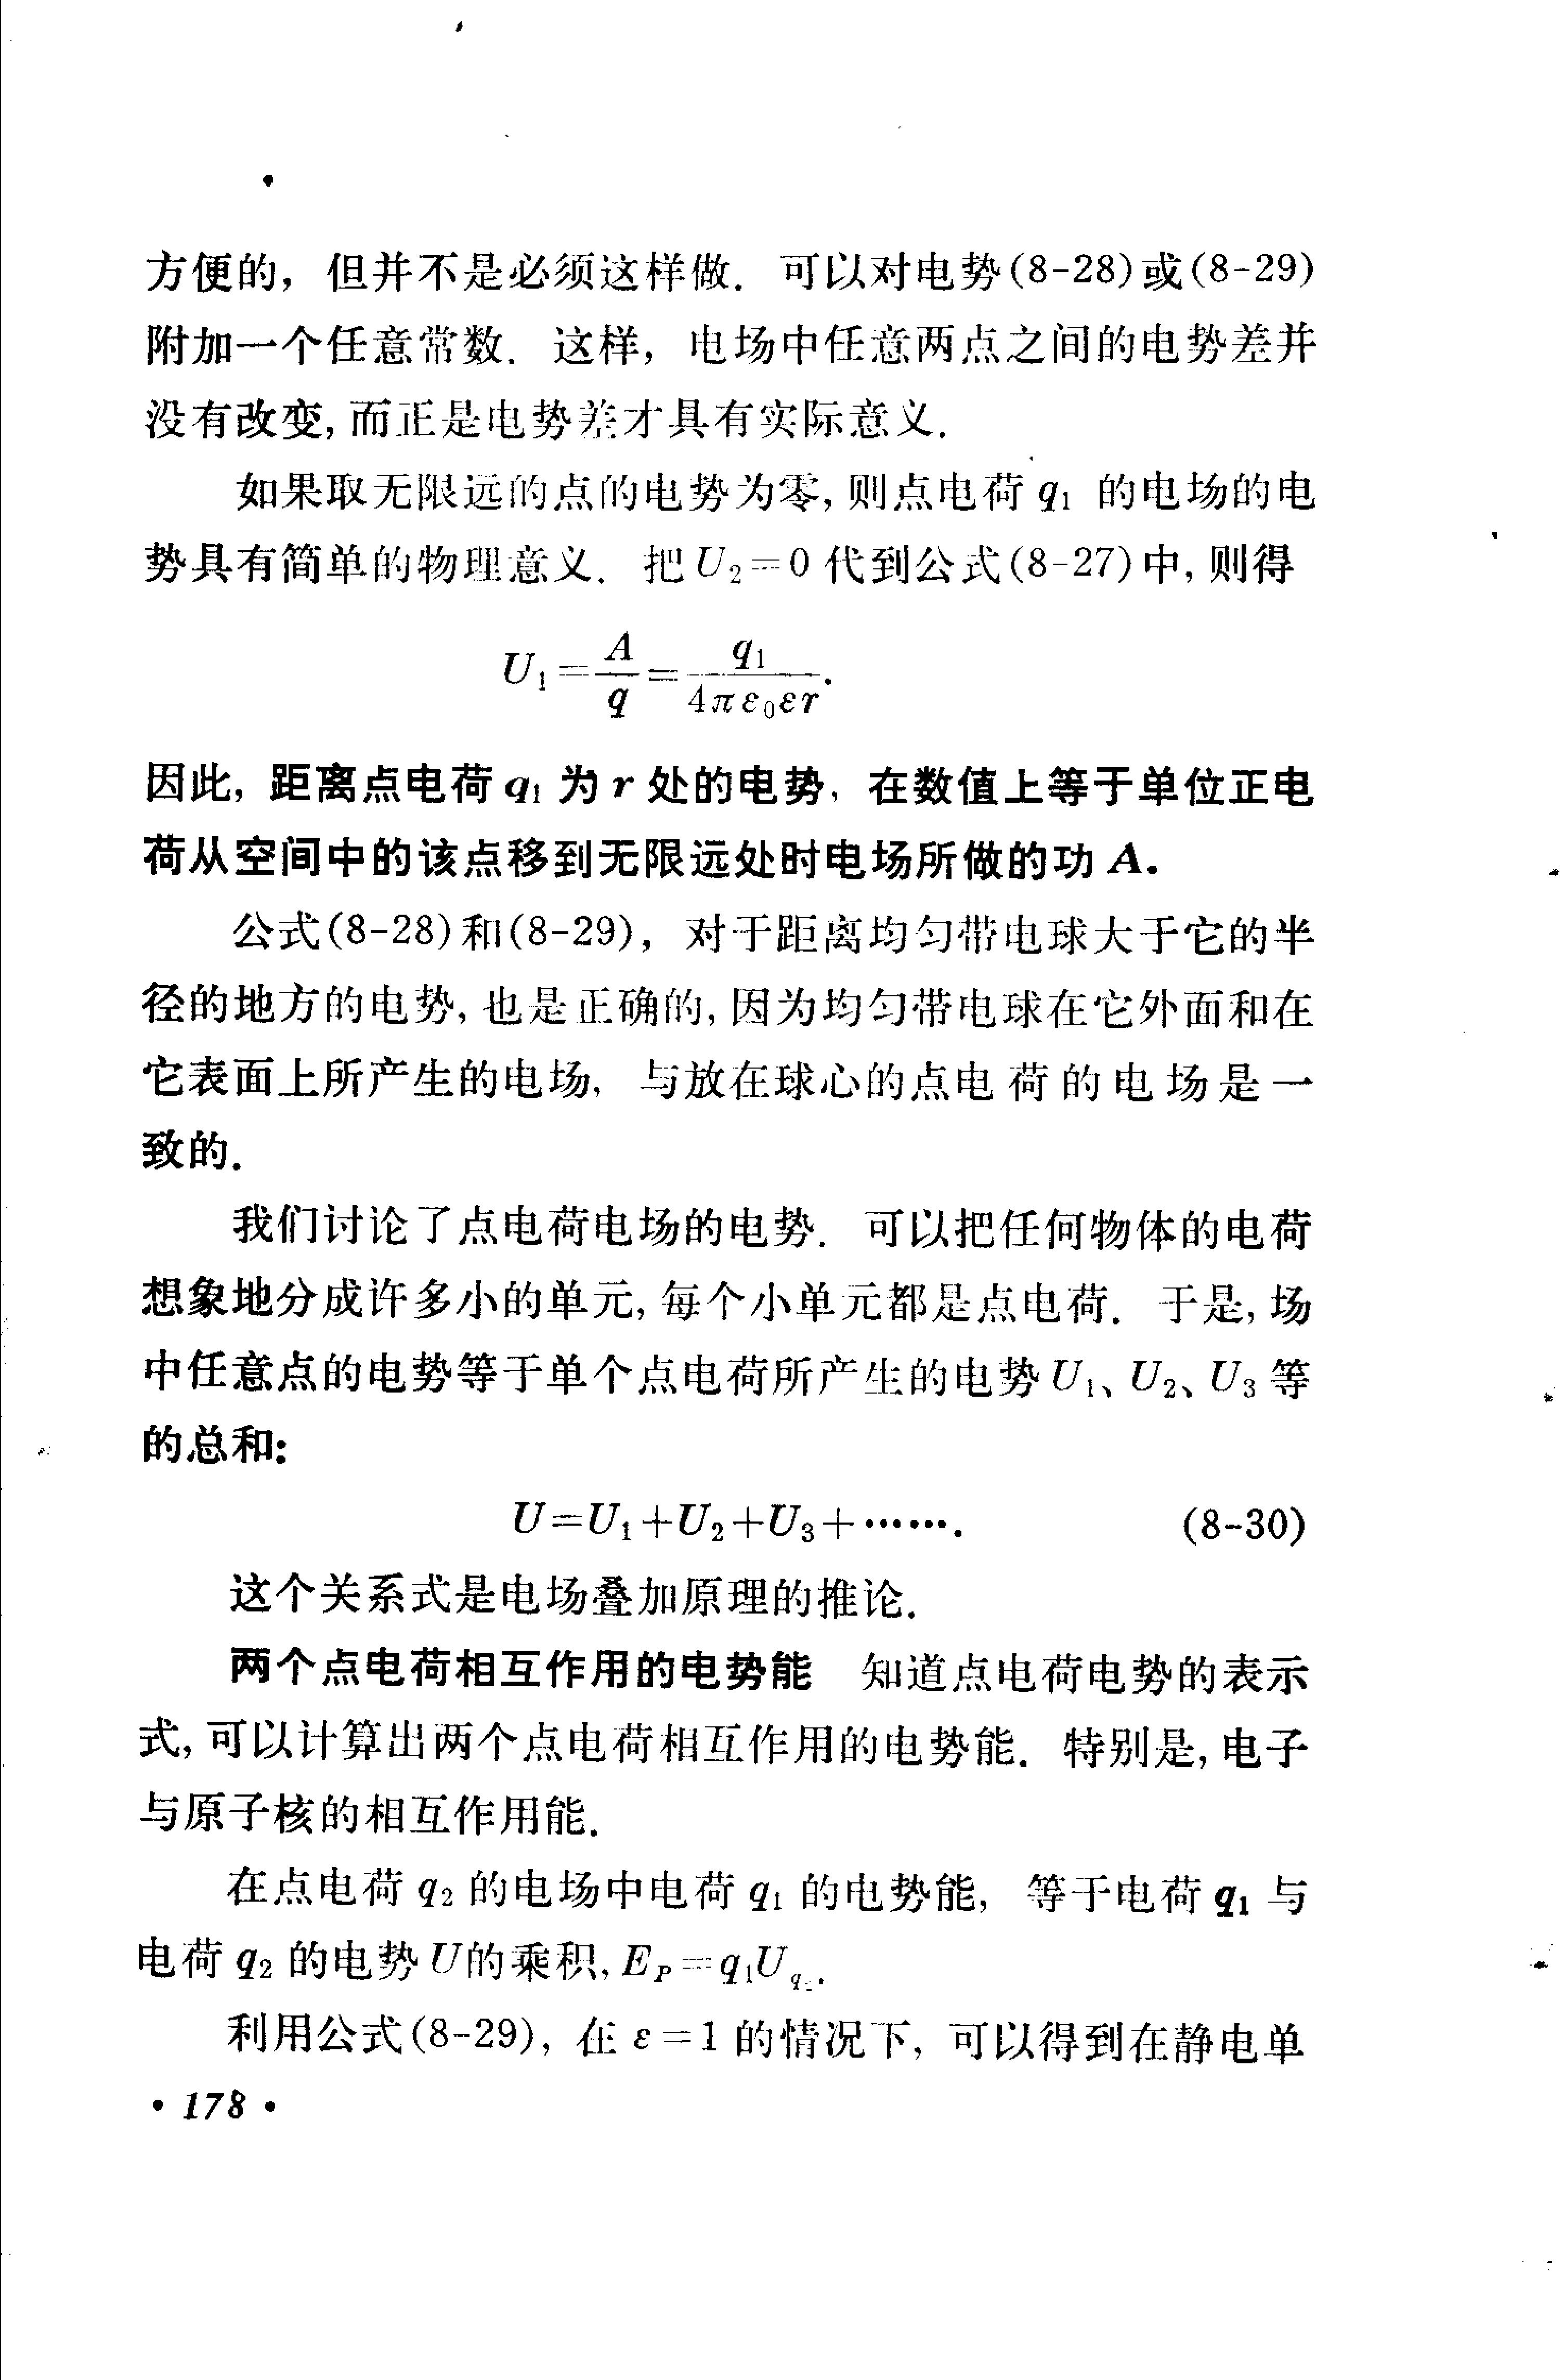 方便的，但并不是必须这样做．可以对电势(8-28)或(8-29)
附加一个任意常数．这样，电场中任意两点之间的电势差并
没有改变，而正是电势差才具有实际意义．
如果取无限远的点的电势为零，则点电荷 q₁ 的电场的电
势具有简单的物理意义．把 U₂＝0 代到公式(8-27)中，则得
U₁＝A/q＝q₁/4πε₀εr．
因此，距离点电荷 q₁ 为 r 处的电势，在数值上等于单位正电
荷从空间中的该点移到无限远处时电场所做的功 A．
公式(8-28)和(8-29)，对于距离均匀带电球大于它的半
径的地方的电势，也是正确的，因为均匀带电球在它外面和在
它表面上所产生的电场，与放在球心的点电荷的电场是一
致的．
我们讨论了点电荷电场的电势．可以把任何物体的电荷
想象地分成许多小的单元，每个小单元都是点电荷．于是，场
中任意点的电势等于单个点电荷所产生的电势 U₁、U₂、U₃ 等
的总和：
U＝U₁＋U₂＋U₃＋……． (8-30)
这个关系式是电场叠加原理的推论．
两个点电荷相互作用的电势能　知道点电荷电势的表示
式，可以计算出两个点电荷相互作用的电势能．特别是，电子
与原子核的相互作用能．
在点电荷 q₂ 的电场中电荷 q₁ 的电势能，等于电荷 q₁ 与
电荷 q₂ 的电势 U 的乘积，E_P＝q₁U_q₂．
利用公式(8-29)，在 ε＝1 的情况下，可以得到在静电单
· 178 ·